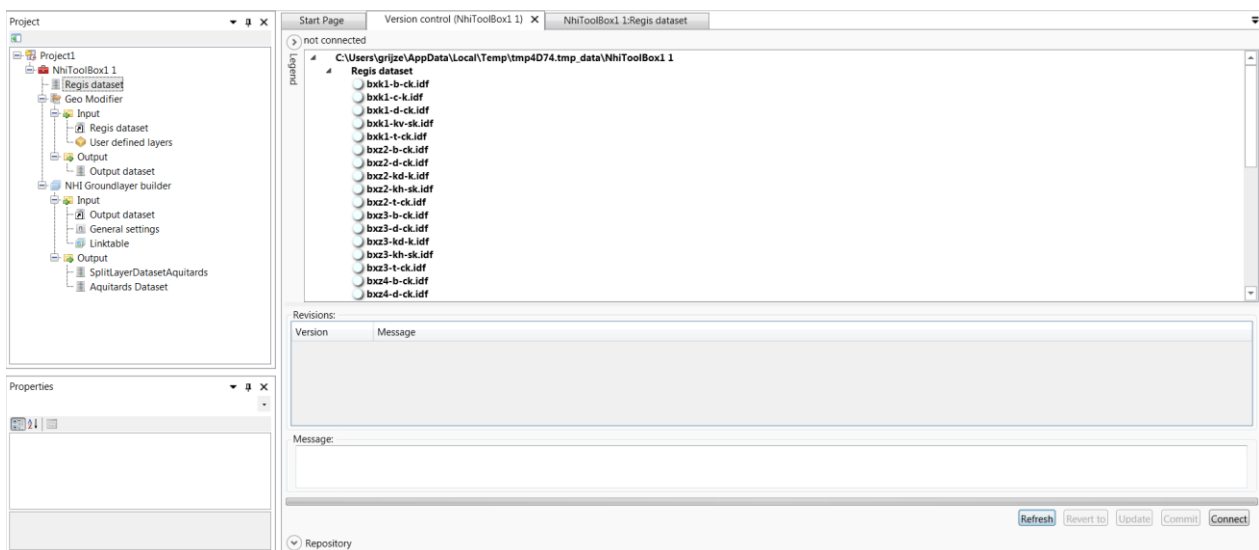 Project
Project1
NhiToolBox1 1
Regis dataset
Geo Modifier
Input
Regis dataset
User defined layers
Output
Output dataset
NHI Groundlayer builder
Input
Output dataset
General settings
Linktable
Output
SplitLayerDatasetAquitards
Aquitards Dataset
Properties
Start Page
Version control (NhiToolBox1 1)
NhiToolBox1 1:Regis dataset
not connected
Legend
C:\Users\grijze\AppData\Local\Temp\tmp4D74.tmp_data\NhiToolBox1 1
Regis dataset
bxk1-b-ck.idf
bxk1-c-k.idf
bxk1-d-ck.idf
bxk1-kv-sk.idf
bxk1-t-ck.idf
bxz2-b-ck.idf
bxz2-d-ck.idf
bxz2-kd-k.idf
bxz2-kh-sk.idf
bxz2-t-ck.idf
bxz3-b-ck.idf
bxz3-d-ck.idf
bxz3-kd-k.idf
bxz3-kh-sk.idf
bxz3-t-ck.idf
bxz4-b-ck.idf
bxz4-d-ck.idf
Revisions:
Version Message
Message:
Refresh Revert to Update Commit Connect
Repository